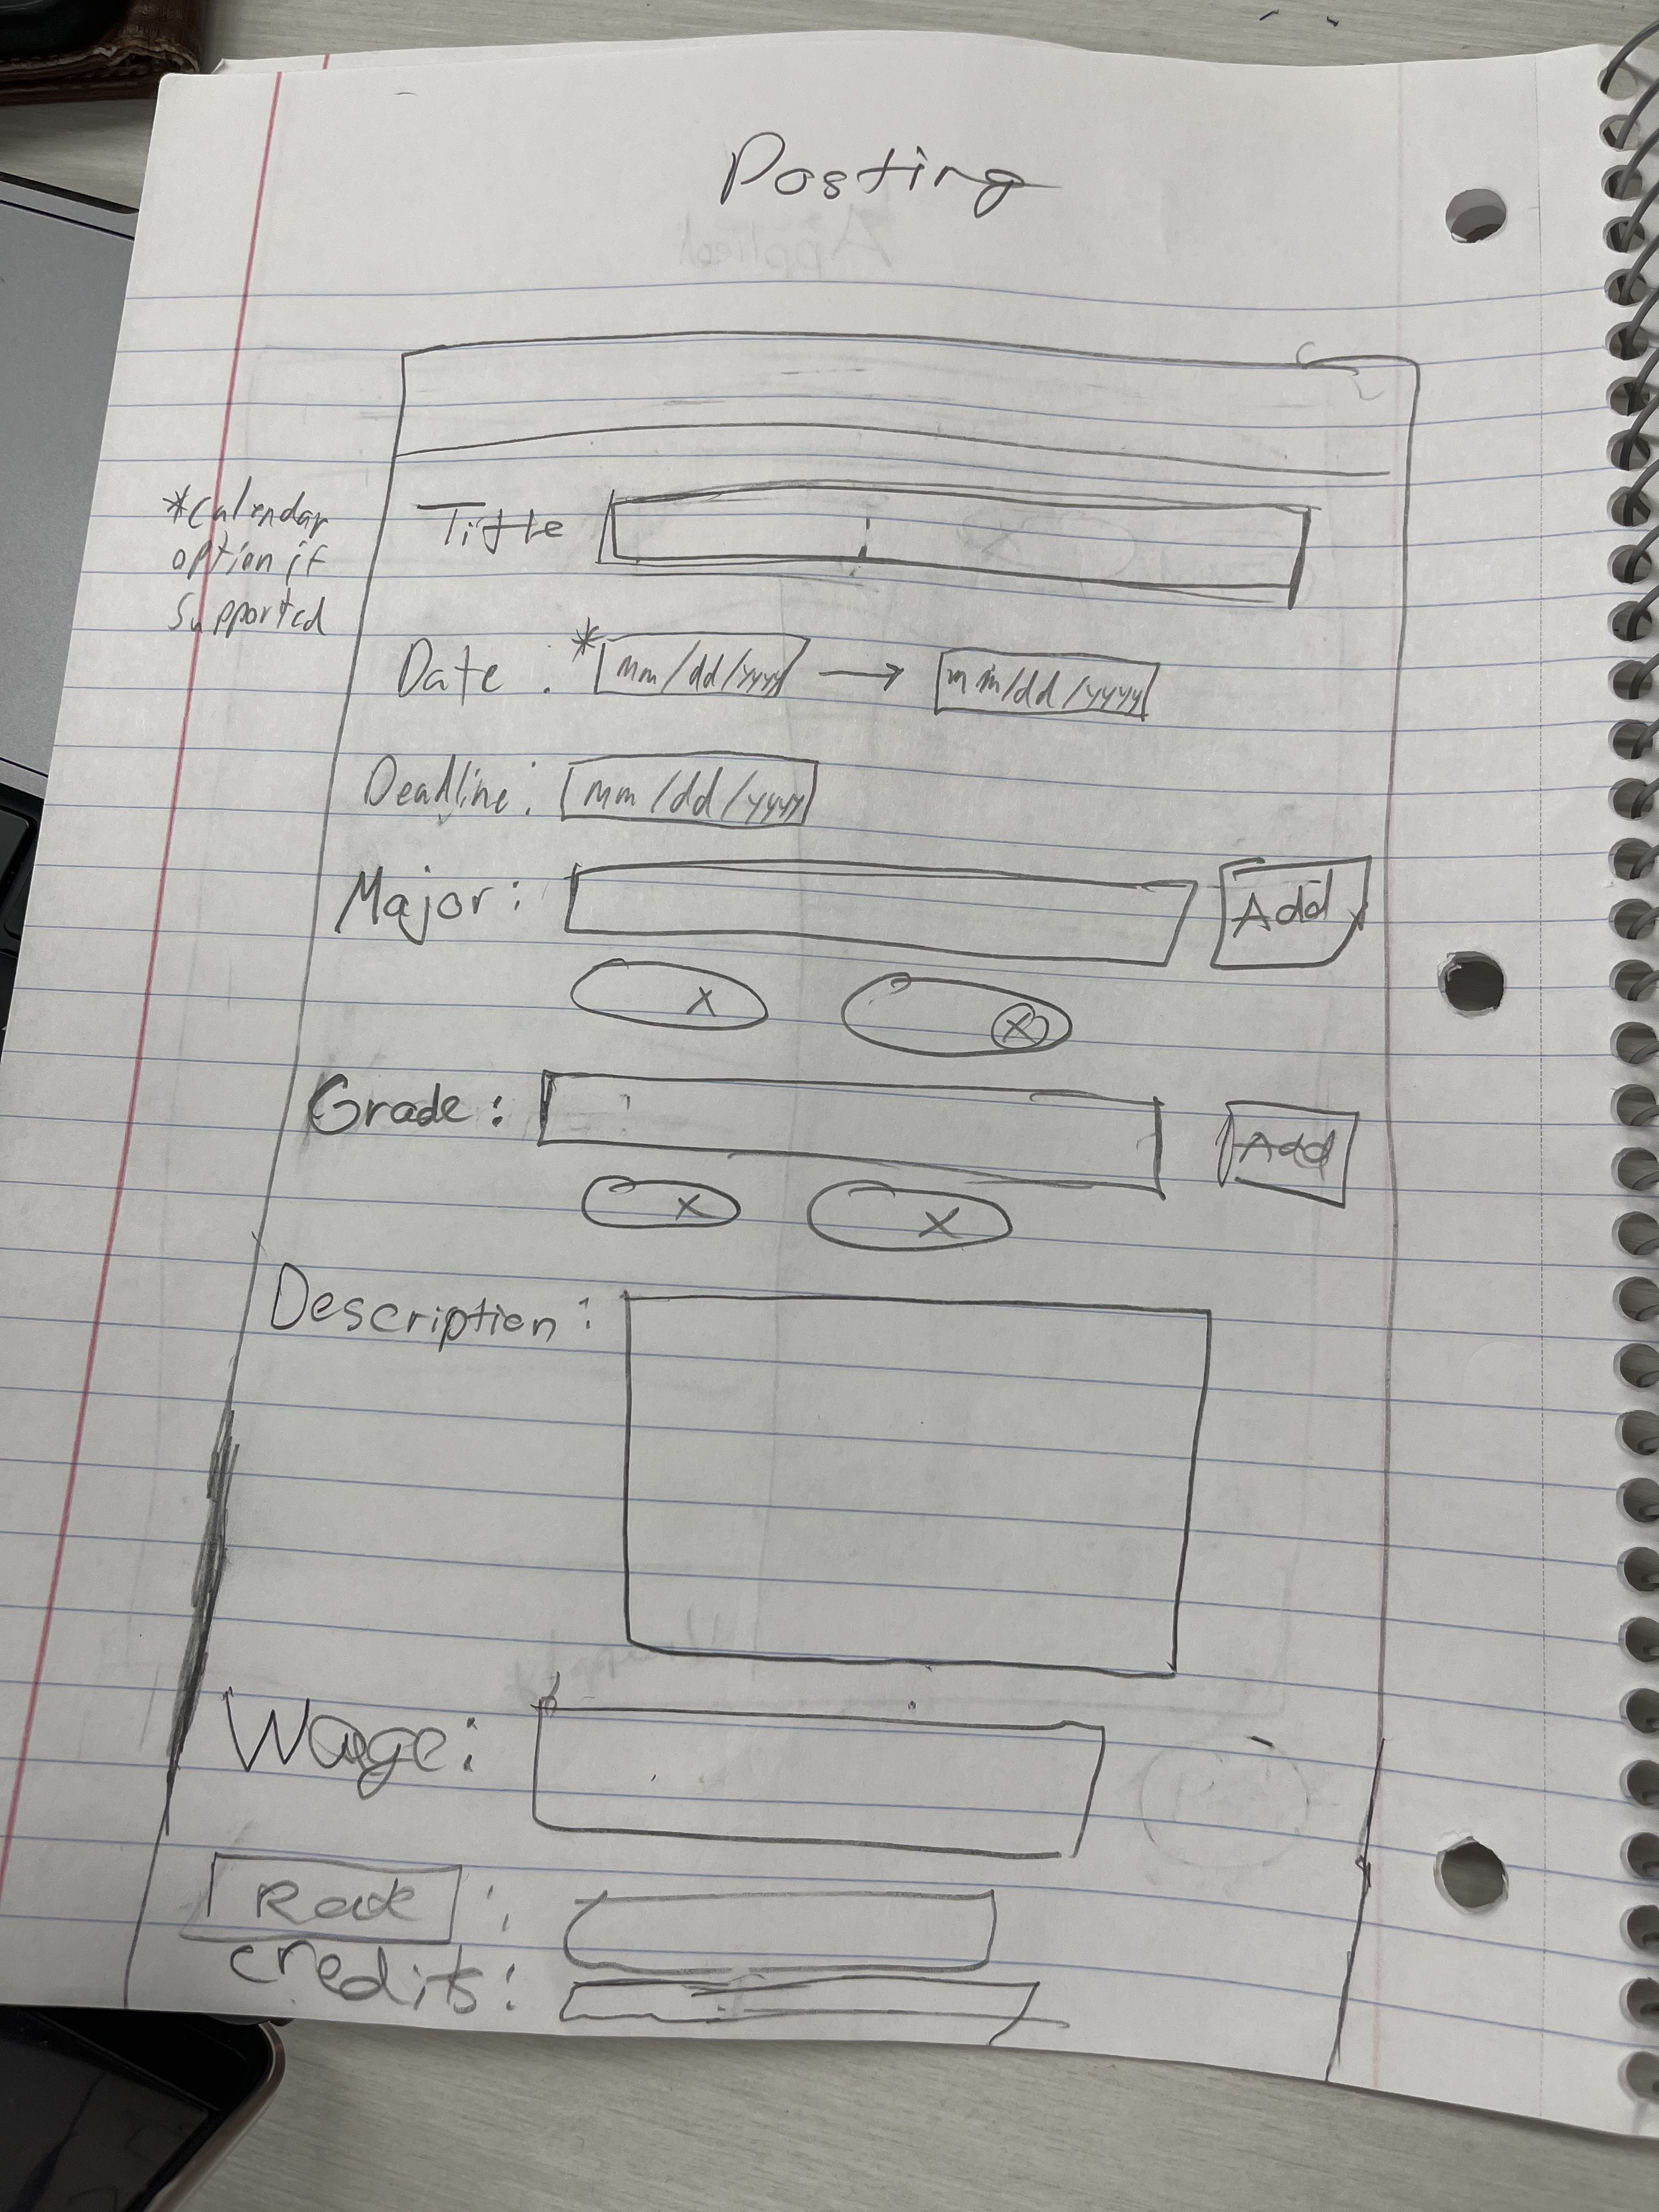 Posting
*calendar
option if
supported
Title
Date : * mm/dd/yyyy → mm/dd/yyyy
Deadline: mm/dd/yyyy
Major: Add
x x
Grade: Add
x x
Description:
Wage:
:
credits: